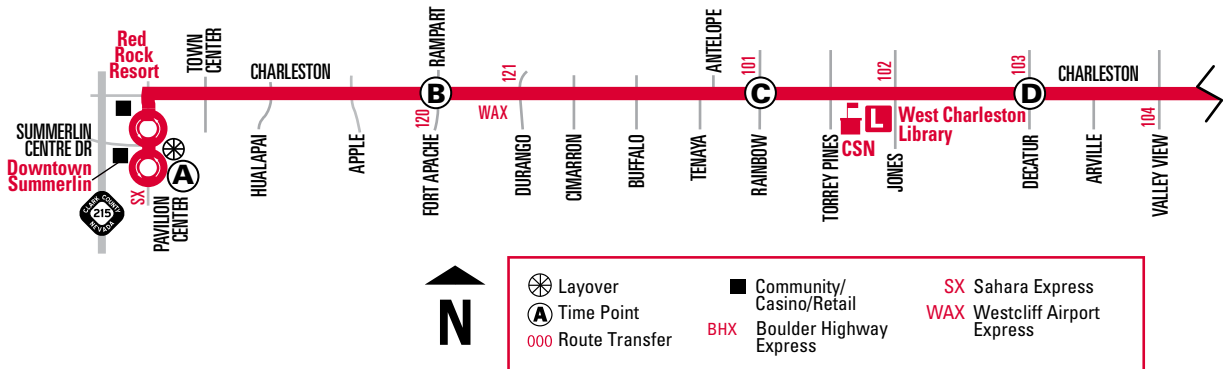 Red
Rock
Resort
TOWN
CENTER
CHARLESTON
RAMPART
B
120
121
WAX
ANTELOPE
101
C
102
103
D
CHARLESTON
104
SUMMERLIN
CENTRE DR
Downtown
Summerlin
A
SX
CLARK COUNTY
215
NEVADA
PAVILION
CENTER
HUALAPAI
APPLE
FORT APACHE
DURANGO
CIMARRON
BUFFALO
TENAYA
RAINBOW
TORREY PINES
CSN
L
West Charleston
Library
JONES
DECATUR
ARVILLE
VALLEY VIEW
N
Layover
A Time Point
000 Route Transfer
Community/
Casino/Retail
BHX Boulder Highway
Express
SX Sahara Express
WAX Westcliff Airport
Express